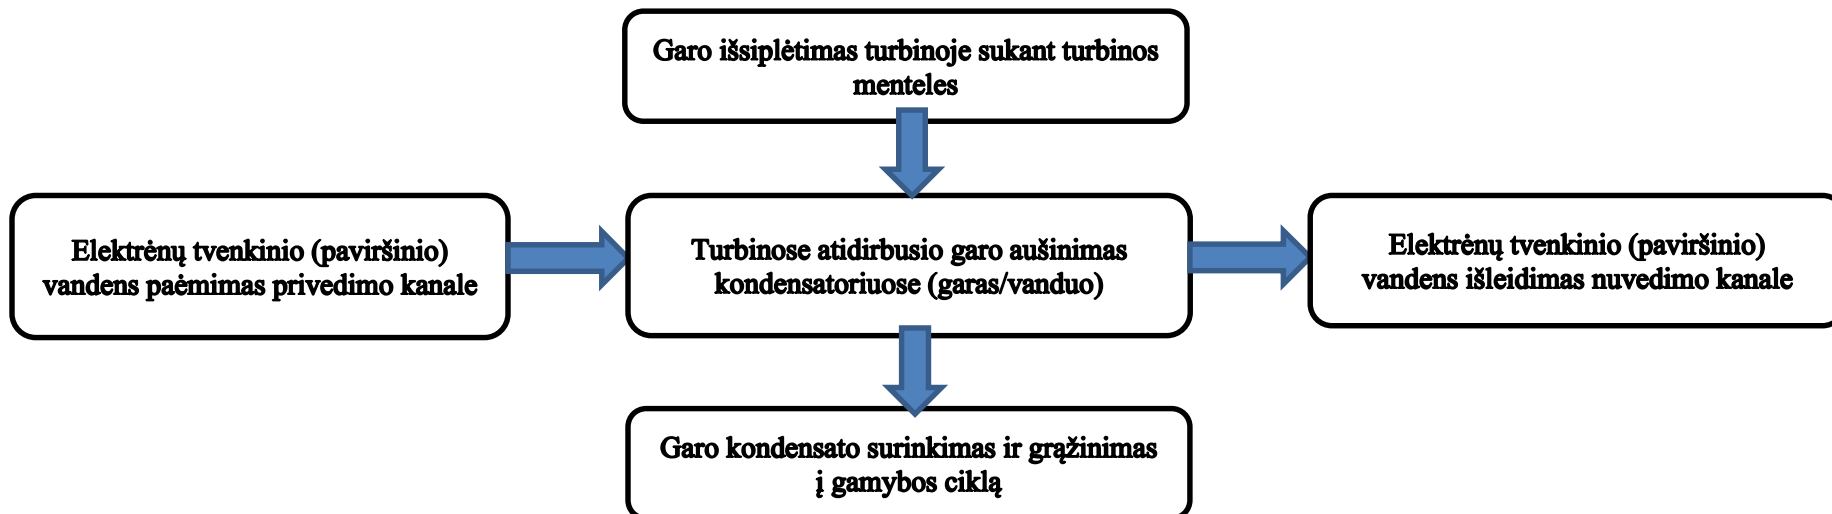 Garo išsiplėtimas turbinoje sukant turbinos
menteles
Elektrėnų tvenkinio (paviršinio)
vandens paėmimas privedimo kanale
Turbinose atidirbusio garo aušinimas
kondensatoriuose (garas/vanduo)
Elektrėnų tvenkinio (paviršinio)
vandens išleidimas nuvedimo kanale
Garo kondensato surinkimas ir grąžinimas
į gamybos ciklą